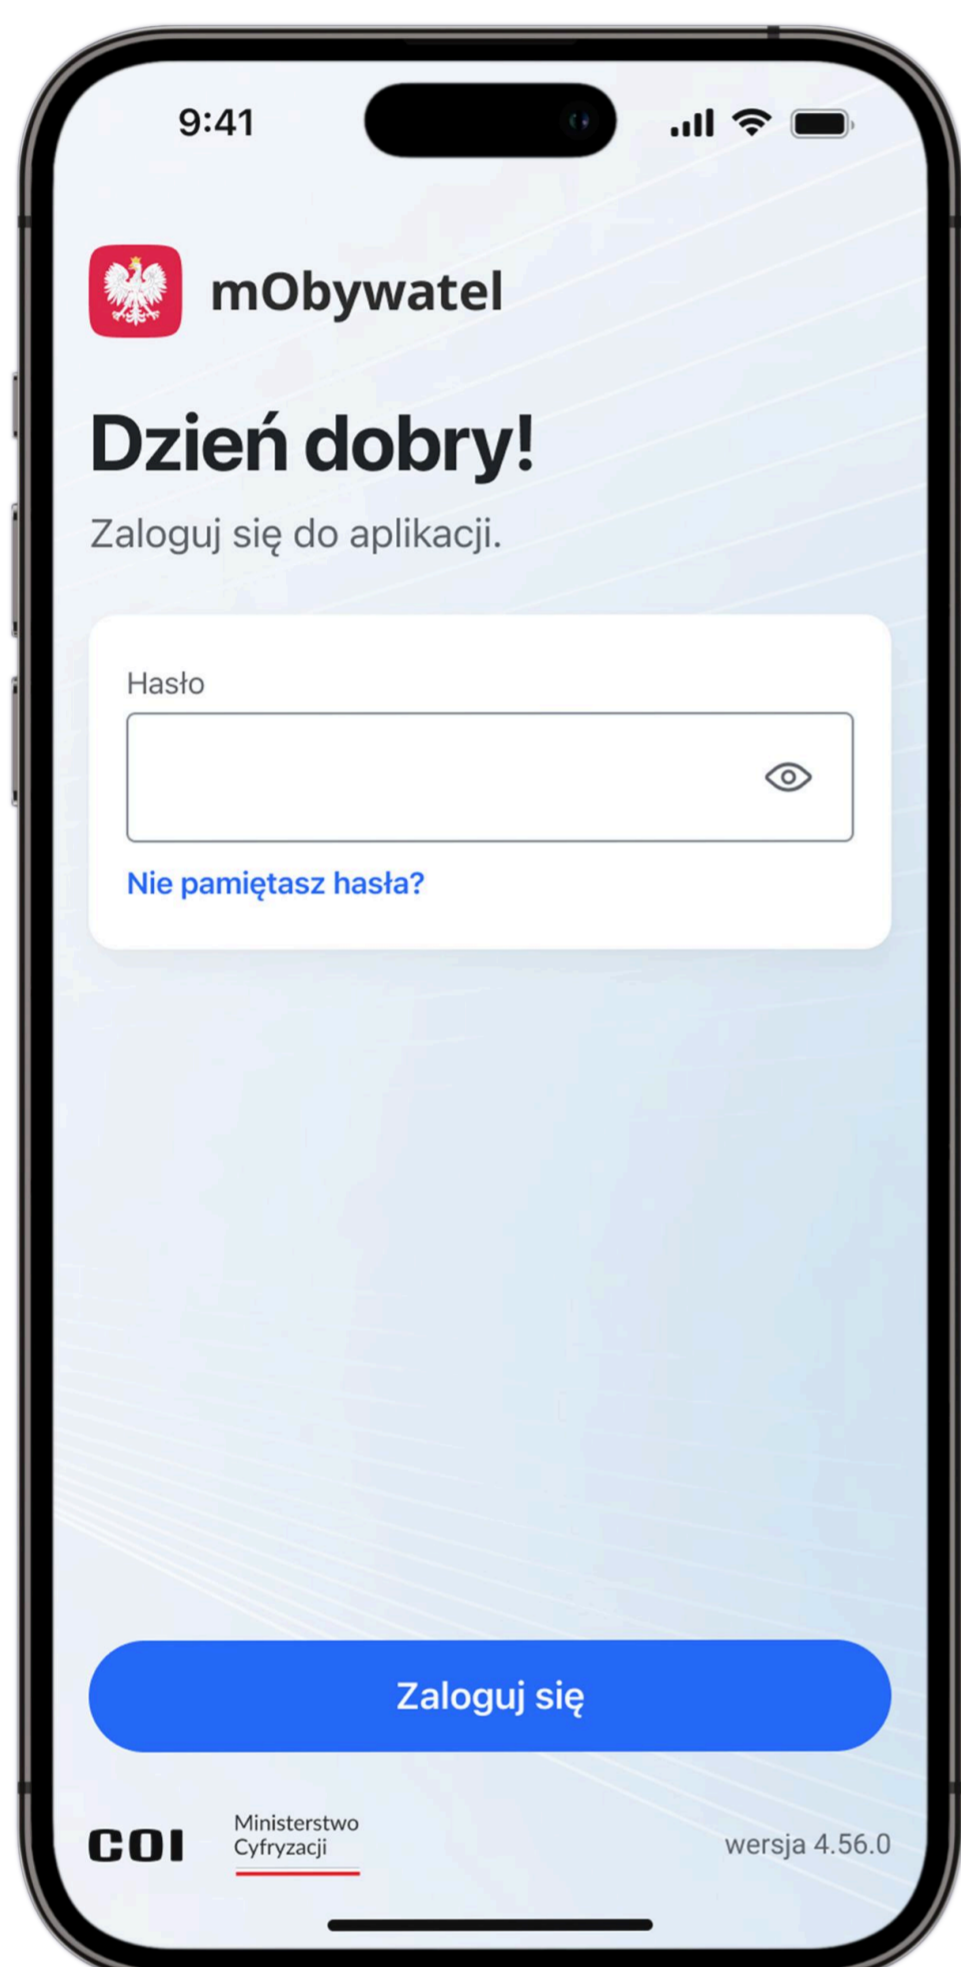 9:41
mObywatel
Dzień dobry!
Zaloguj się do aplikacji.
Hasło
Nie pamiętasz hasła?
Zaloguj się
COI
Ministerstwo
Cyfryzacji
wersja 4.56.0